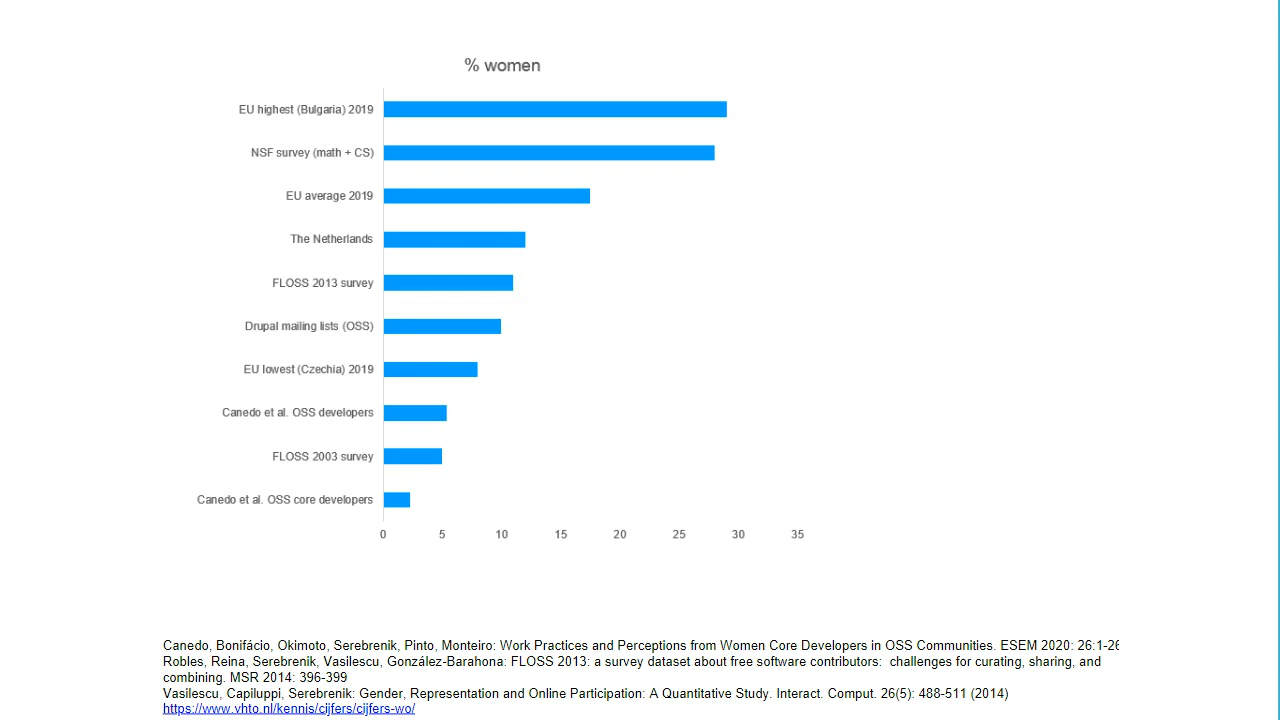 % women
EU highest (Bulgaria) 2019
NSF survey (math + CS)
EU average 2019
The Netherlands
FLOSS 2013 survey
Drupal mailing lists (OSS)
EU lowest (Czechia) 2019
Canedo et al. OSS developers
FLOSS 2003 survey
Canedo et al. OSS core developers
0 5 10 15 20 25 30 35
Canedo, Bonifácio, Okimoto, Serebrenik, Pinto, Monteiro: Work Practices and Perceptions from Women Core Developers in OSS Communities. ESEM 2020: 26:1-26
Robles, Reina, Serebrenik, Vasilescu, González-Barahona: FLOSS 2013: a survey dataset about free software contributors: challenges for curating, sharing, and
combining. MSR 2014: 396-399
Vasilescu, Capiluppi, Serebrenik: Gender, Representation and Online Participation: A Quantitative Study. Interact. Comput. 26(5): 488-511 (2014)
https://www.vhto.nl/kennis/cijfers/cijfers-wo/